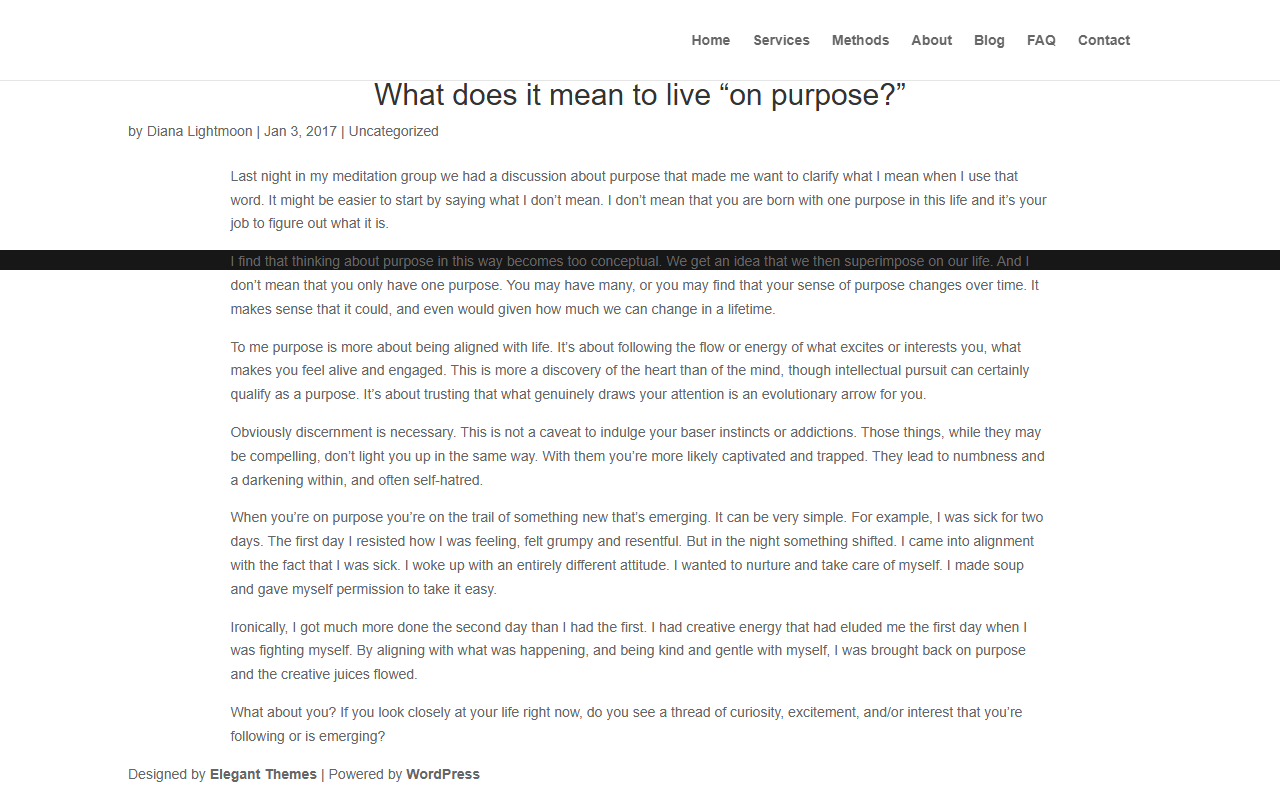 Home Services Methods About Blog FAQ Contact
What does it mean to live “on purpose?”
by Diana Lightmoon | Jan 3, 2017 | Uncategorized
Last night in my meditation group we had a discussion about purpose that made me want to clarify what I mean when I use that
word. It might be easier to start by saying what I don’t mean. I don’t mean that you are born with one purpose in this life and it’s your
job to figure out what it is.
I find that thinking about purpose in this way becomes too conceptual. We get an idea that we then superimpose on our life. And I
don’t mean that you only have one purpose. You may have many, or you may find that your sense of purpose changes over time. It
makes sense that it could, and even would given how much we can change in a lifetime.
To me purpose is more about being aligned with life. It’s about following the flow or energy of what excites or interests you, what
makes you feel alive and engaged. This is more a discovery of the heart than of the mind, though intellectual pursuit can certainly
qualify as a purpose. It’s about trusting that what genuinely draws your attention is an evolutionary arrow for you.
Obviously discernment is necessary. This is not a caveat to indulge your baser instincts or addictions. Those things, while they may
be compelling, don’t light you up in the same way. With them you’re more likely captivated and trapped. They lead to numbness and
a darkening within, and often self-hatred.
When you’re on purpose you’re on the trail of something new that’s emerging. It can be very simple. For example, I was sick for two
days. The first day I resisted how I was feeling, felt grumpy and resentful. But in the night something shifted. I came into alignment
with the fact that I was sick. I woke up with an entirely different attitude. I wanted to nurture and take care of myself. I made soup
and gave myself permission to take it easy.
Ironically, I got much more done the second day than I had the first. I had creative energy that had eluded me the first day when I
was fighting myself. By aligning with what was happening, and being kind and gentle with myself, I was brought back on purpose
and the creative juices flowed.
What about you? If you look closely at your life right now, do you see a thread of curiosity, excitement, and/or interest that you’re
following or is emerging?
Designed by Elegant Themes | Powered by WordPress